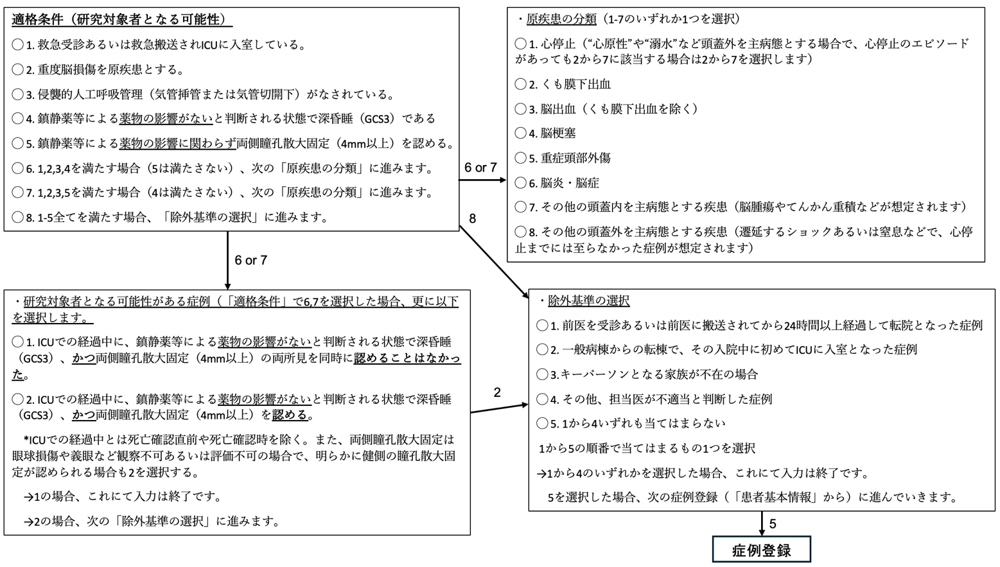 適格条件（研究対象者となる可能性）
◯1. 救急受診あるいは救急搬送されICUに入室している。
◯2. 重度脳損傷を原疾患とする。
◯3. 侵襲的人工呼吸管理（気管挿管または気管切開下）がなされている。
◯4. 鎮静薬等による薬物の影響がないと判断される状態で深昏睡（GCS3）である
◯5. 鎮静薬等による薬物の影響に関わらず両側瞳孔散大固定（4mm以上）を認める。
◯6. 1,2,3,4を満たす場合（5は満たさない）、次の「原疾患の分類」に進みます。
◯7. 1,2,3,5を満たす場合（4は満たさない）、次の「原疾患の分類」に進みます。
◯8. 1-5全てを満たす場合、「除外基準の選択」に進みます。
6 or 7
8
6 or 7
・原疾患の分類（1-7のいずれか1つを選択）
◯1. 心停止（“心原性”や“溺水”など頭蓋外を主病態とする場合で、心停止のエピソード
があっても2から7に該当する場合は2から7を選択します）
◯2. くも膜下出血
◯3. 脳出血（くも膜下出血を除く）
◯4. 脳梗塞
◯5. 重症頭部外傷
◯6. 脳炎・脳症
◯7. その他の頭蓋内を主病態とする疾患（脳腫瘍やてんかん重積などが想定されます）
◯8. その他の頭蓋外を主病態とする疾患（遷延するショックあるいは窒息などで、心停
止までには至らなかった症例が想定されます）
・研究対象者となる可能性がある症例（「適格条件」で6,7を選択した場合、更に以下
を選択します。
◯1. ICUでの経過中に、鎮静薬等による薬物の影響がないと判断される状態で深昏睡
（GCS3）、かつ両側瞳孔散大固定（4mm以上）の両所見を同時に認めることはなかっ
た。
◯2. ICUでの経過中に、鎮静薬等による薬物の影響がないと判断される状態で深昏睡
（GCS3）、かつ両側瞳孔散大固定（4mm以上）を認める。
*ICUでの経過中とは死亡確認直前や死亡確認時を除く。また、両側瞳孔散大固定は
眼球損傷や義眼など観察不可あるいは評価不可の場合で、明らかに健側の瞳孔散大固
定が認められる場合も2を選択する。
→1の場合、これにて入力は終了です。
→2の場合、次の「除外基準の選択」に進みます。
2
・除外基準の選択
◯1. 前医を受診あるいは前医に搬送されてから24時間以上経過して転院となった症例
◯2. 一般病棟からの転棟で、その入院中に初めてICUに入室となった症例
◯3.キーパーソンとなる家族が不在の場合
◯4. その他、担当医が不適当と判断した症例
◯5. 1から4いずれも当てはまらない
1から5の順番で当てはまるもの1つを選択
→1から4のいずれかを選択した場合、これにて入力は終了です。
5を選択した場合、次の症例登録（「患者基本情報」から）に進んでいきます。
5
症例登録